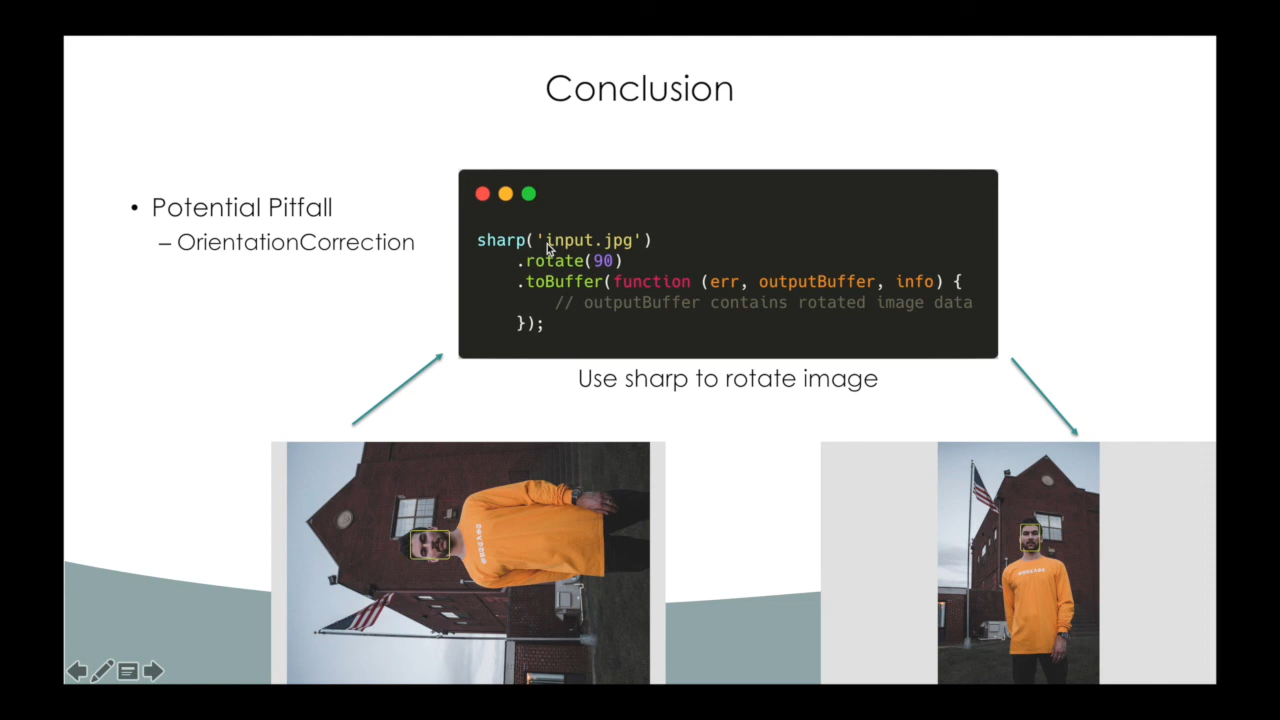 Conclusion
• Potential Pitfall
– OrientationCorrection
sharp('input.jpg')
.rotate(90)
.toBuffer(function (err, outputBuffer, info) {
// outputBuffer contains rotated image data
});
Use sharp to rotate image